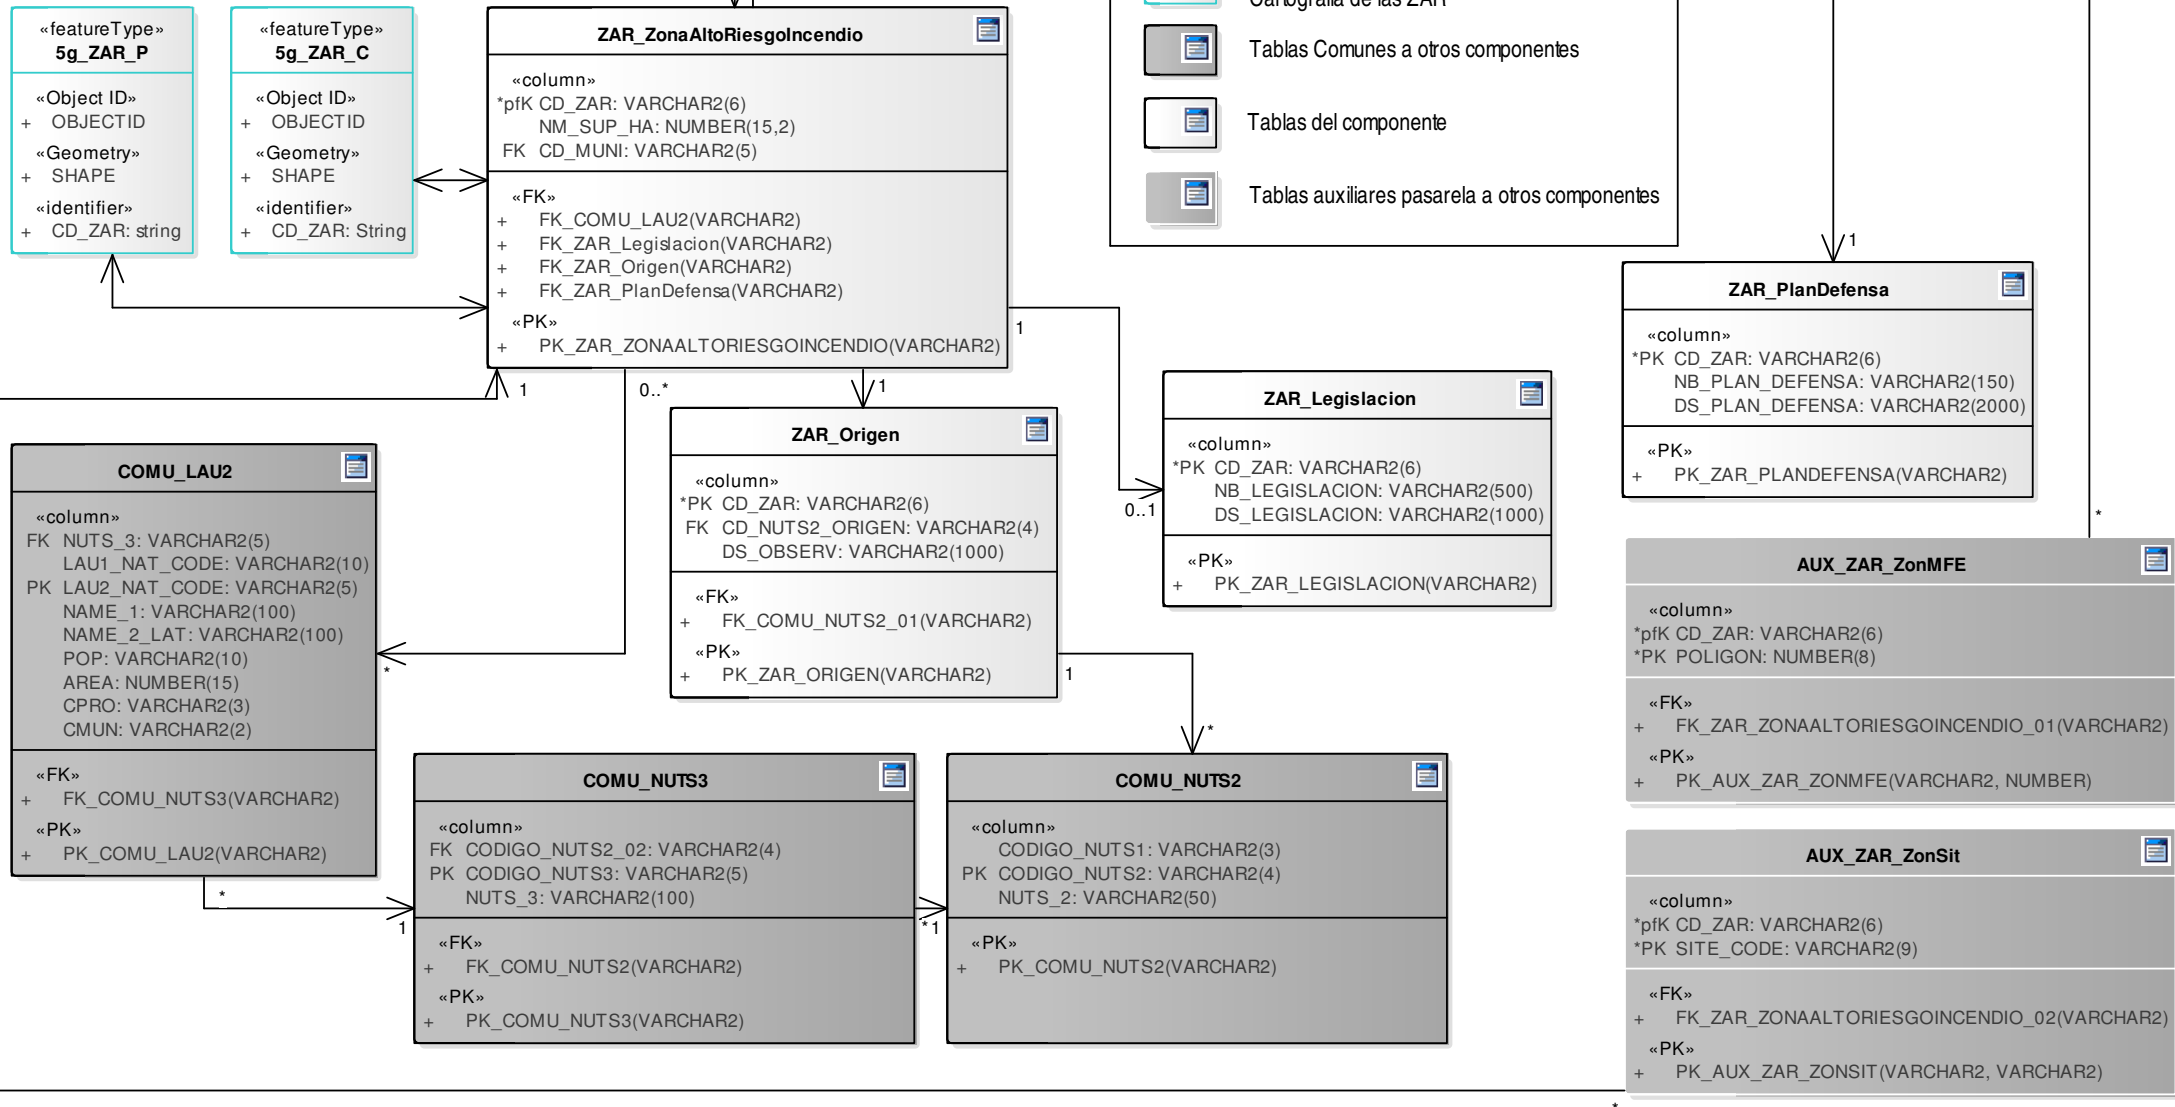 «featureType»
5g_ZAR_P
«Object ID»
+ OBJECTID
«Geometry»
+ SHAPE
«identifier»
+ CD_ZAR: string
«featureType»
5g_ZAR_C
«Object ID»
+ OBJECTID
«Geometry»
+ SHAPE
«identifier»
+ CD_ZAR: String
ZAR_ZonaAltoRiesgoIncendio
«column»
*pfK CD_ZAR: VARCHAR2(6)
NM_SUP_HA: NUMBER(15,2)
FK CD_MUNI: VARCHAR2(5)
«FK»
+ FK_COMU_LAU2(VARCHAR2)
+ FK_ZAR_Legislacion(VARCHAR2)
+ FK_ZAR_Origen(VARCHAR2)
+ FK_ZAR_PlanDefensa(VARCHAR2)
«PK»
+ PK_ZAR_ZONAALTORIESGOINCENDIO(VARCHAR2)
Cartografía de las ZAR
Tablas Comunes a otros componentes
Tablas del componente
Tablas auxiliares pasarela a otros componentes
1
ZAR_PlanDefensa
«column»
*PK CD_ZAR: VARCHAR2(6)
NB_PLAN_DEFENSA: VARCHAR2(150)
DS_PLAN_DEFENSA: VARCHAR2(2000)
«PK»
+ PK_ZAR_PLANDEFENSA(VARCHAR2)
1
1
0..*
1
0..1
ZAR_Legislacion
«column»
*PK CD_ZAR: VARCHAR2(6)
NB_LEGISLACION: VARCHAR2(500)
DS_LEGISLACION: VARCHAR2(1000)
«PK»
+ PK_ZAR_LEGISLACION(VARCHAR2)
ZAR_Origen
«column»
*PK CD_ZAR: VARCHAR2(6)
FK CD_NUTS2_ORIGEN: VARCHAR2(4)
DS_OBSERV: VARCHAR2(1000)
«FK»
+ FK_COMU_NUTS2_01(VARCHAR2)
«PK»
+ PK_ZAR_ORIGEN(VARCHAR2)
1
*
COMU_LAU2
«column»
FK NUTS_3: VARCHAR2(5)
LAU1_NAT_CODE: VARCHAR2(10)
PK LAU2_NAT_CODE: VARCHAR2(5)
NAME_1: VARCHAR2(100)
NAME_2_LAT: VARCHAR2(100)
POP: VARCHAR2(10)
AREA: NUMBER(15)
CPRO: VARCHAR2(3)
CMUN: VARCHAR2(2)
«FK»
+ FK_COMU_NUTS3(VARCHAR2)
«PK»
+ PK_COMU_LAU2(VARCHAR2)
*
*
1
COMU_NUTS3
«column»
FK CODIGO_NUTS2_02: VARCHAR2(4)
PK CODIGO_NUTS3: VARCHAR2(5)
NUTS_3: VARCHAR2(100)
«FK»
+ FK_COMU_NUTS2(VARCHAR2)
«PK»
+ PK_COMU_NUTS3(VARCHAR2)
*1
COMU_NUTS2
«column»
CODIGO_NUTS1: VARCHAR2(3)
PK CODIGO_NUTS2: VARCHAR2(4)
NUTS_2: VARCHAR2(50)
«PK»
+ PK_COMU_NUTS2(VARCHAR2)
*
AUX_ZAR_ZonMFE
«column»
*pfK CD_ZAR: VARCHAR2(6)
*PK POLIGON: NUMBER(8)
«FK»
+ FK_ZAR_ZONAALTORIESGOINCENDIO_01(VARCHAR2)
«PK»
+ PK_AUX_ZAR_ZONMFE(VARCHAR2, NUMBER)
AUX_ZAR_ZonSit
«column»
*pfK CD_ZAR: VARCHAR2(6)
*PK SITE_CODE: VARCHAR2(9)
«FK»
+ FK_ZAR_ZONAALTORIESGOINCENDIO_02(VARCHAR2)
«PK»
+ PK_AUX_ZAR_ZONSIT(VARCHAR2, VARCHAR2)
*